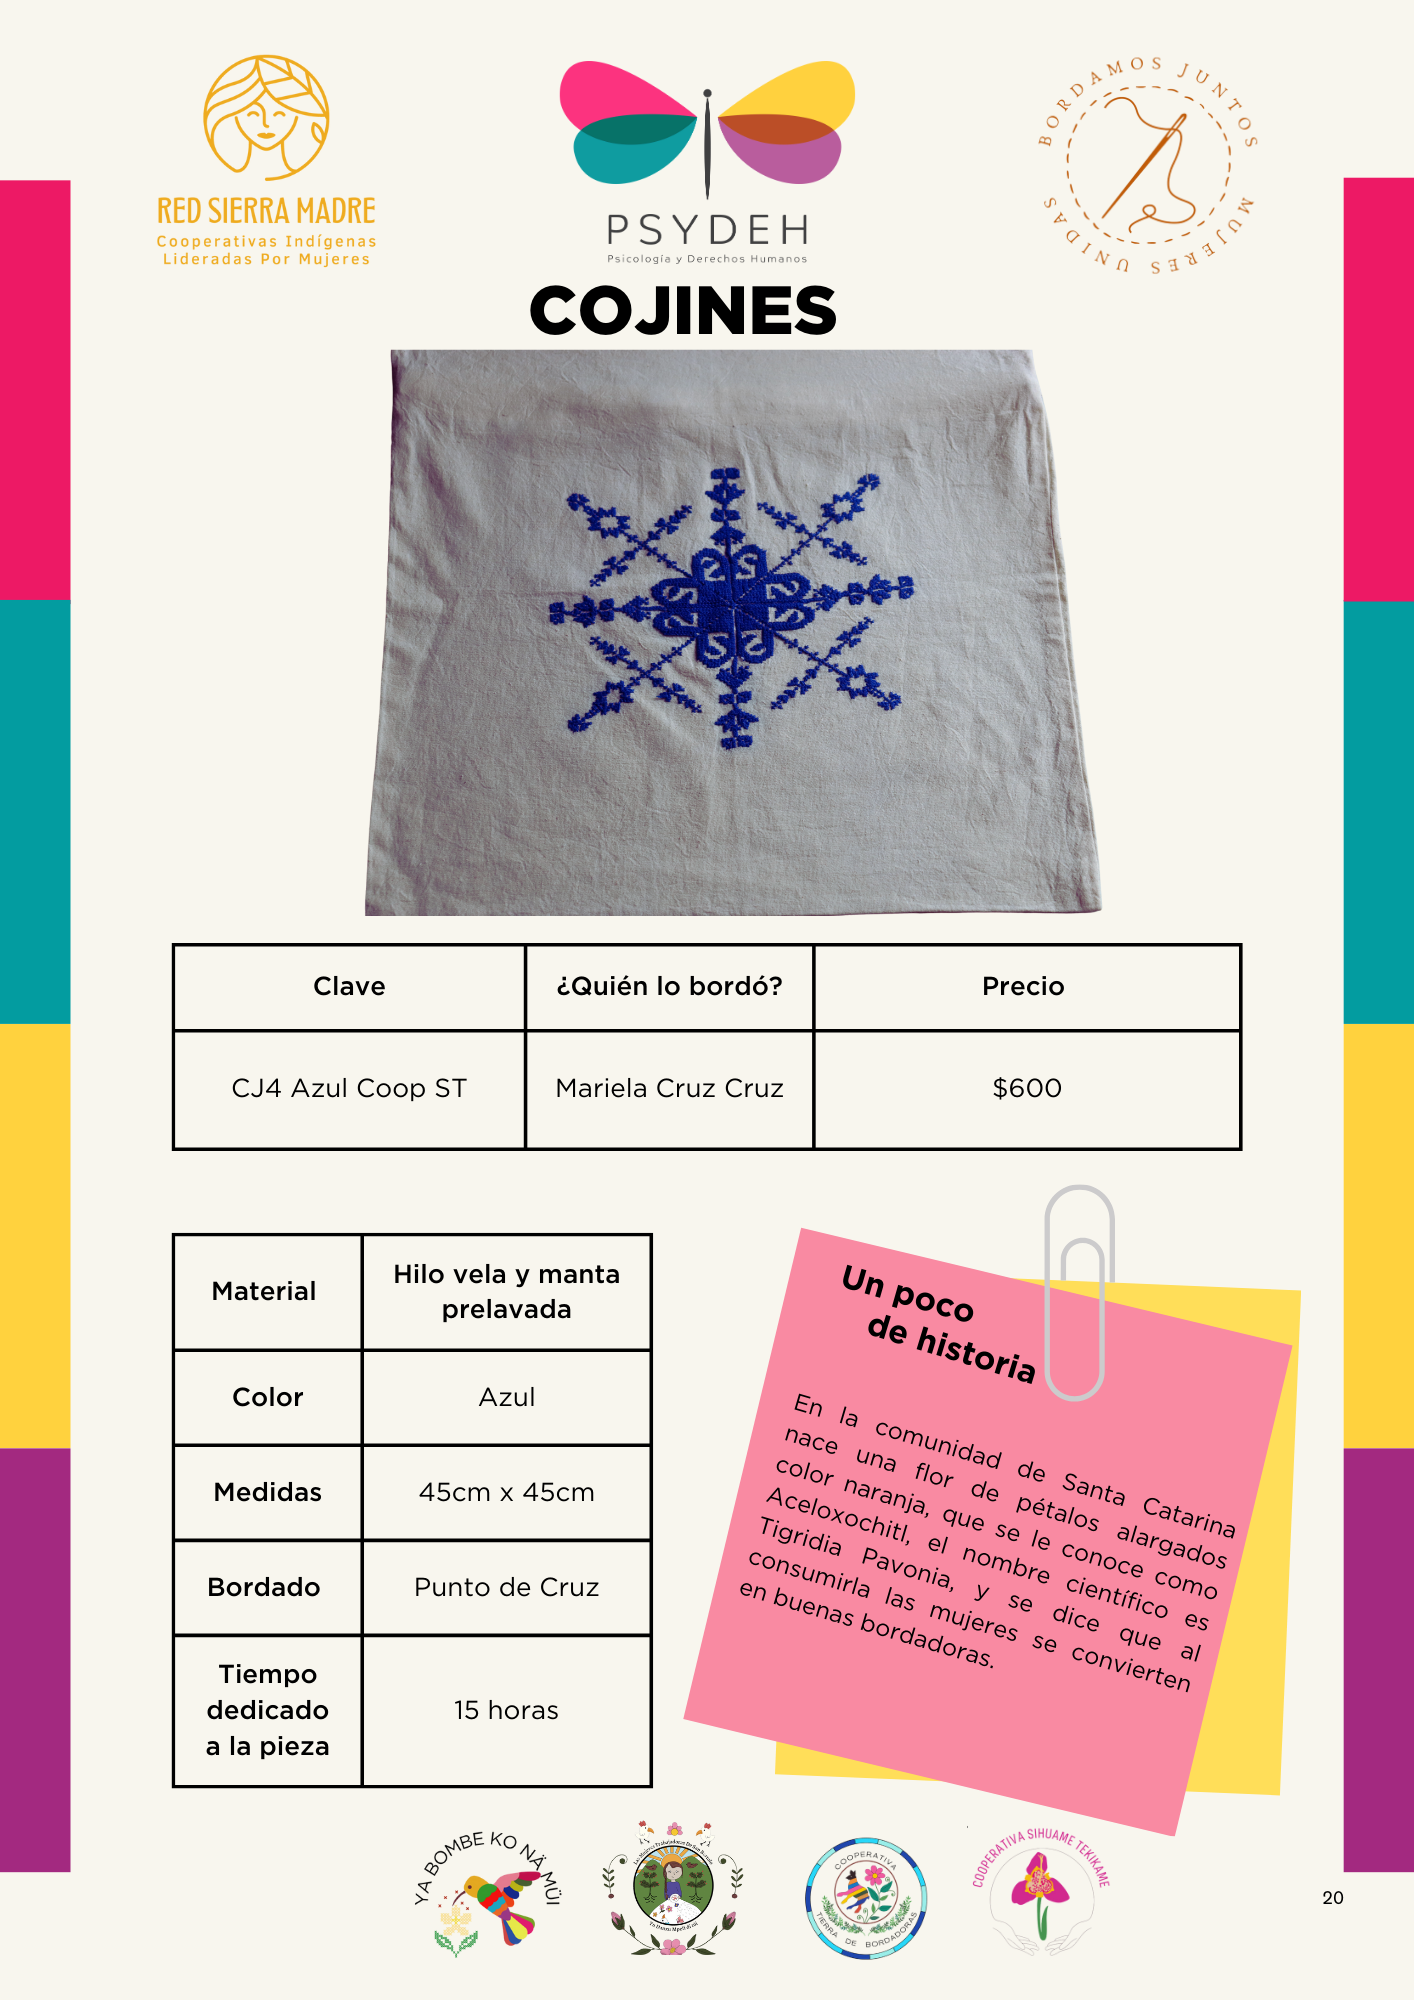 RED SIERRA MADRE
Cooperativas Indígenas
Lideradas Por Mujeres
PSYDEH
Psicología y Derechos Humanos
BORDAMOS JUNTOS
MUJERES UNIDAS
COJINES
Clave
¿Quién lo bordó?
Precio
CJ4 Azul Coop ST
Mariela Cruz Cruz
$600
Material
Hilo vela y manta
prelavada
Color
Azul
Medidas
45cm x 45cm
Bordado
Punto de Cruz
Tiempo
dedicado
a la pieza
15 horas
Un poco
de historia
En la comunidad de Santa Catarina
nace una flor de pétalos alargados
color naranja, que se le conoce como
Aceloxochitl, el nombre científico es
Tigridia Pavonia, y se dice que al
consumirla las mujeres se convierten
en buenas bordadoras.
YA BOMBE KO NÄ MÜI
COOPERATIVA
TIERRA DE BORDADORAS
COOPERATIVA SIHUAME TEKIKAME
20